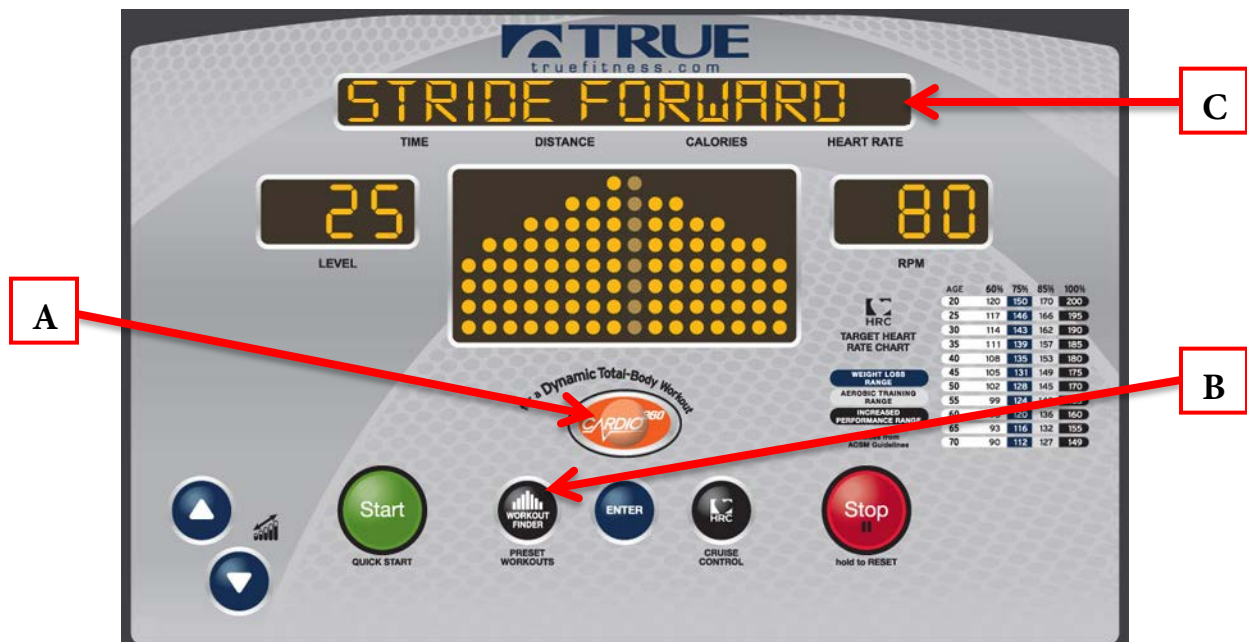 TRUE
truefitness.com
STRIDE FORWARD
C
TIME DISTANCE CALORIES HEART RATE
25
80
LEVEL
RPM
AGE 60% 75% 85% 100%
20 120 150 170 200
25 117 146 166 195
30 114 143 162 190
35 111 139 157 185
40 108 135 153 180
45 105 131 149 175
50 102 128 145 170
55 99 124
60 120 136 160
65 93 116 132 155
70 90 112 127 149
HRC
TARGET HEART
RATE CHART
WEIGHT LOSS
RANGE
AEROBIC TRAINING
RANGE
INCREASED
PERFORMANCE RANGE
from
ACSM Guidelines
A
B
a Dynamic Total-Body Workout
CARDIO 360
Start
WORKOUT
FINDER
ENTER
HRC
Stop
QUICK START
PRESET
WORKOUTS
CRUISE
CONTROL
hold to RESET